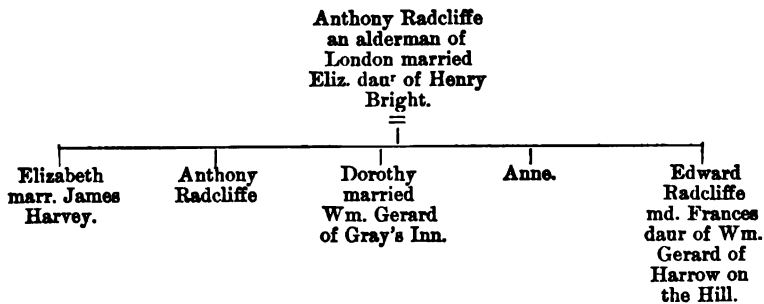 Anthony Radcliffe
an alderman of
London married
Eliz. dauʳ of Henry
Bright.
Elizabeth
marr. James
Harvey.
Anthony
Radcliffe
Dorothy
married
Wm. Gerard
of Gray's Inn.
Anne.
Edward
Radcliffe
md. Frances
daur of Wm.
Gerard of
Harrow on
the Hill.